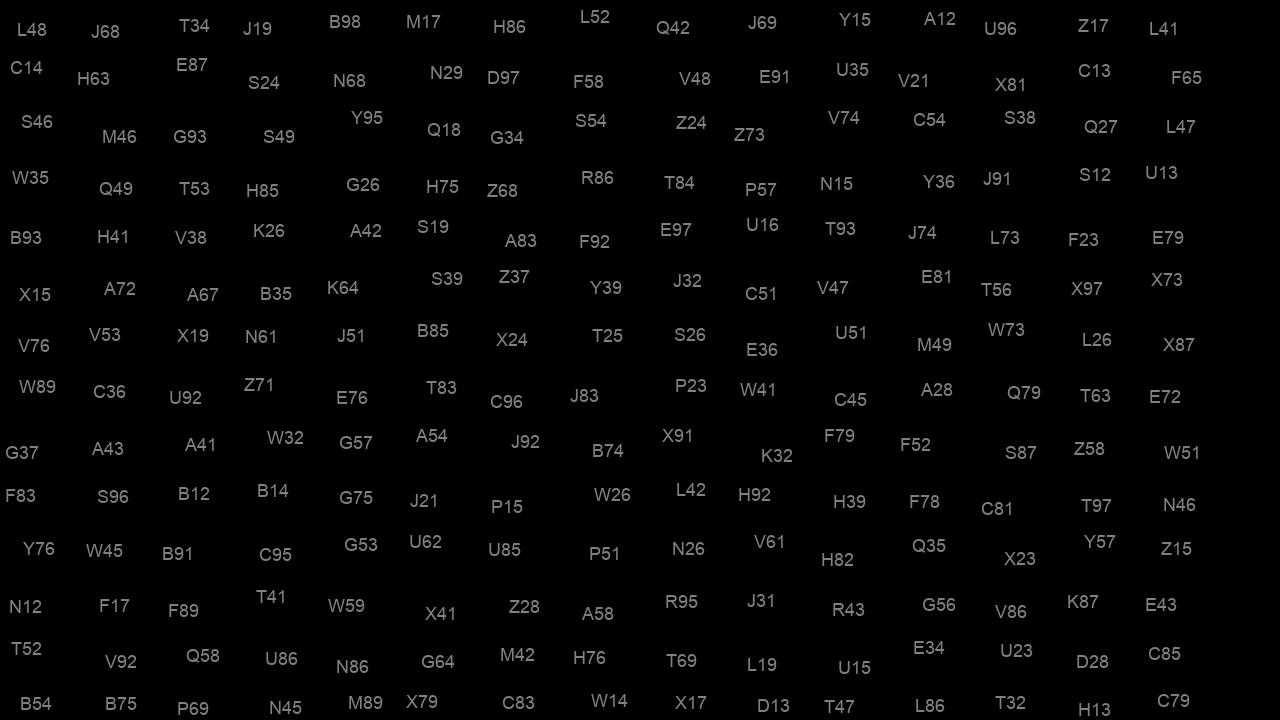 L48 J68 T34 J19 B98 M17 H86 L52 Q42 J69 Y15 A12 U96 Z17 L41
C14 H63 E87 S24 N68 N29 D97 F58 V48 E91 U35 V21 X81 C13 F65
S46 M46 G93 S49 Y95 Q18 G34 S54 Z24 Z73 V74 C54 S38 Q27 L47
W35 Q49 T53 H85 G26 H75 Z68 R86 T84 P57 N15 Y36 J91 S12 U13
B93 H41 V38 K26 A42 S19 A83 F92 E97 U16 T93 J74 L73 F23 E79
X15 A72 A67 B35 K64 S39 Z37 Y39 J32 C51 V47 E81 T56 X97 X73
V76 V53 X19 N61 J51 B85 X24 T25 S26 E36 U51 M49 W73 L26 X87
W89 C36 U92 Z71 E76 T83 C96 J83 P23 W41 C45 A28 Q79 T63 E72
G37 A43 A41 W32 G57 A54 J92 B74 X91 K32 F79 F52 S87 Z58 W51
F83 S96 B12 B14 G75 J21 P15 W26 L42 H92 H39 F78 C81 T97 N46
Y76 W45 B91 C95 G53 U62 U85 P51 N26 V61 H82 Q35 X23 Y57 Z15
N12 F17 F89 T41 W59 X41 Z28 A58 R95 J31 R43 G56 V86 K87 E43
T52 V92 Q58 U86 N86 G64 M42 H76 T69 L19 U15 E34 U23 D28 C85
B54 B75 P69 N45 M89 X79 C83 W14 X17 D13 T47 L86 T32 H13 C79